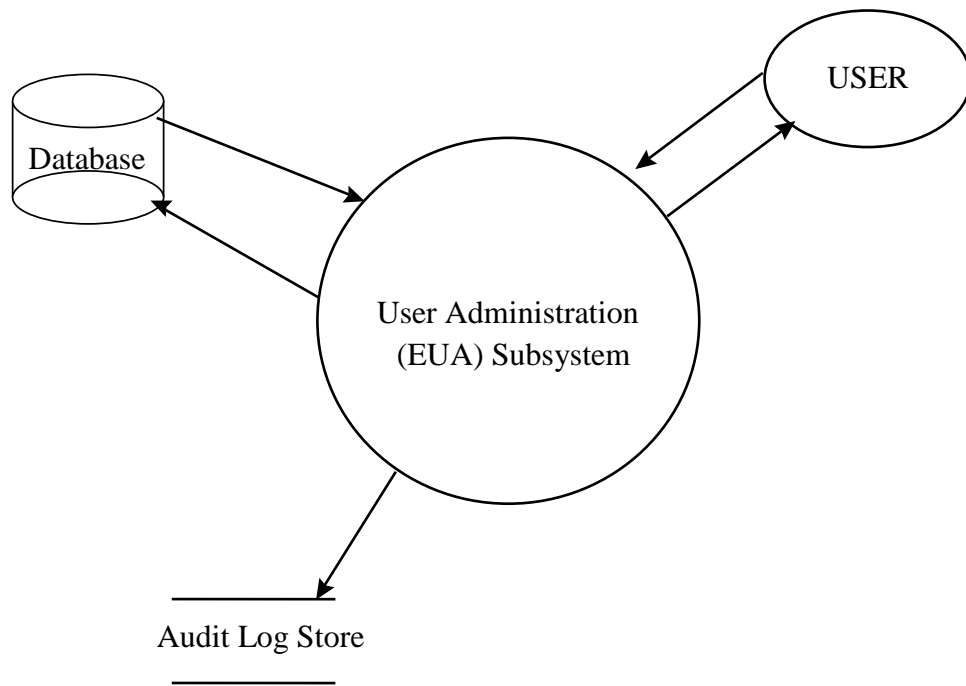 USER
Database
User Administration
(EUA) Subsystem
Audit Log Store